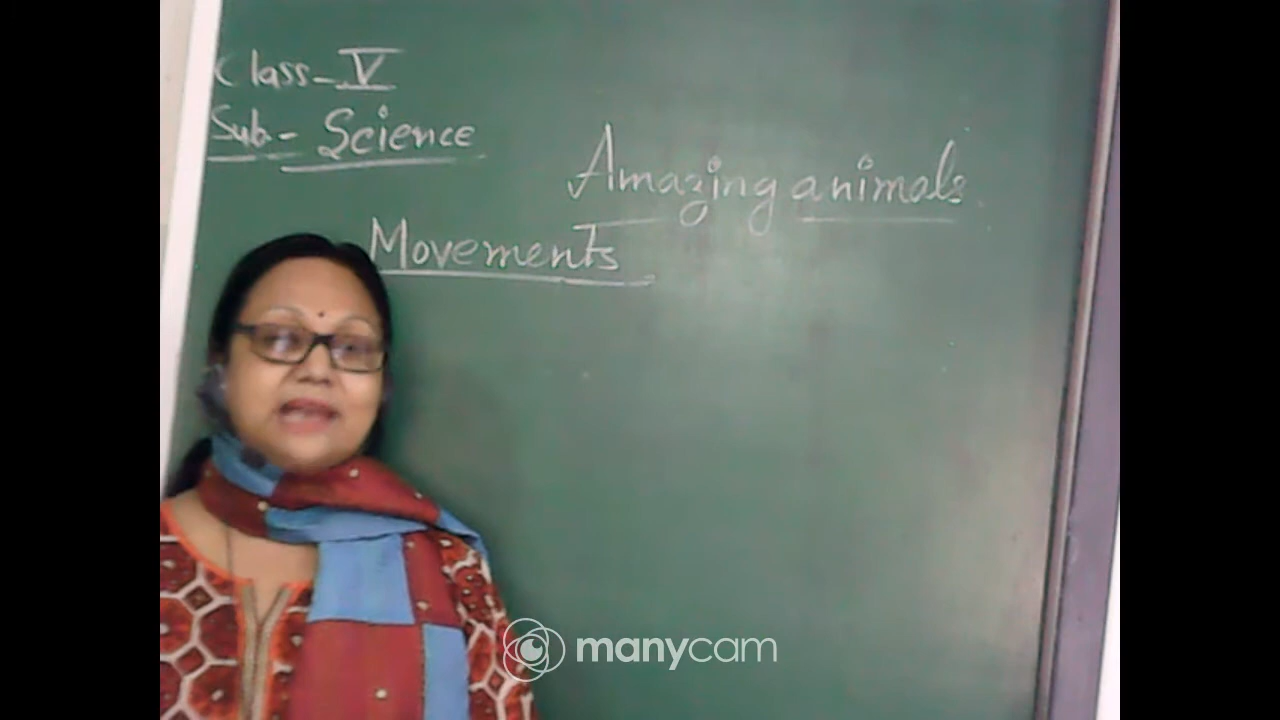 Class - V
Sub - Science
Amazing animals
Movements
manycam